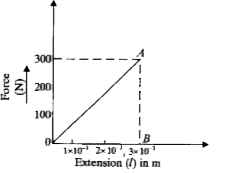 A
300
200
100
0
Force
(N)
B
1×10⁻³ 2×10⁻³ 3×10⁻³
Extension (l) in m